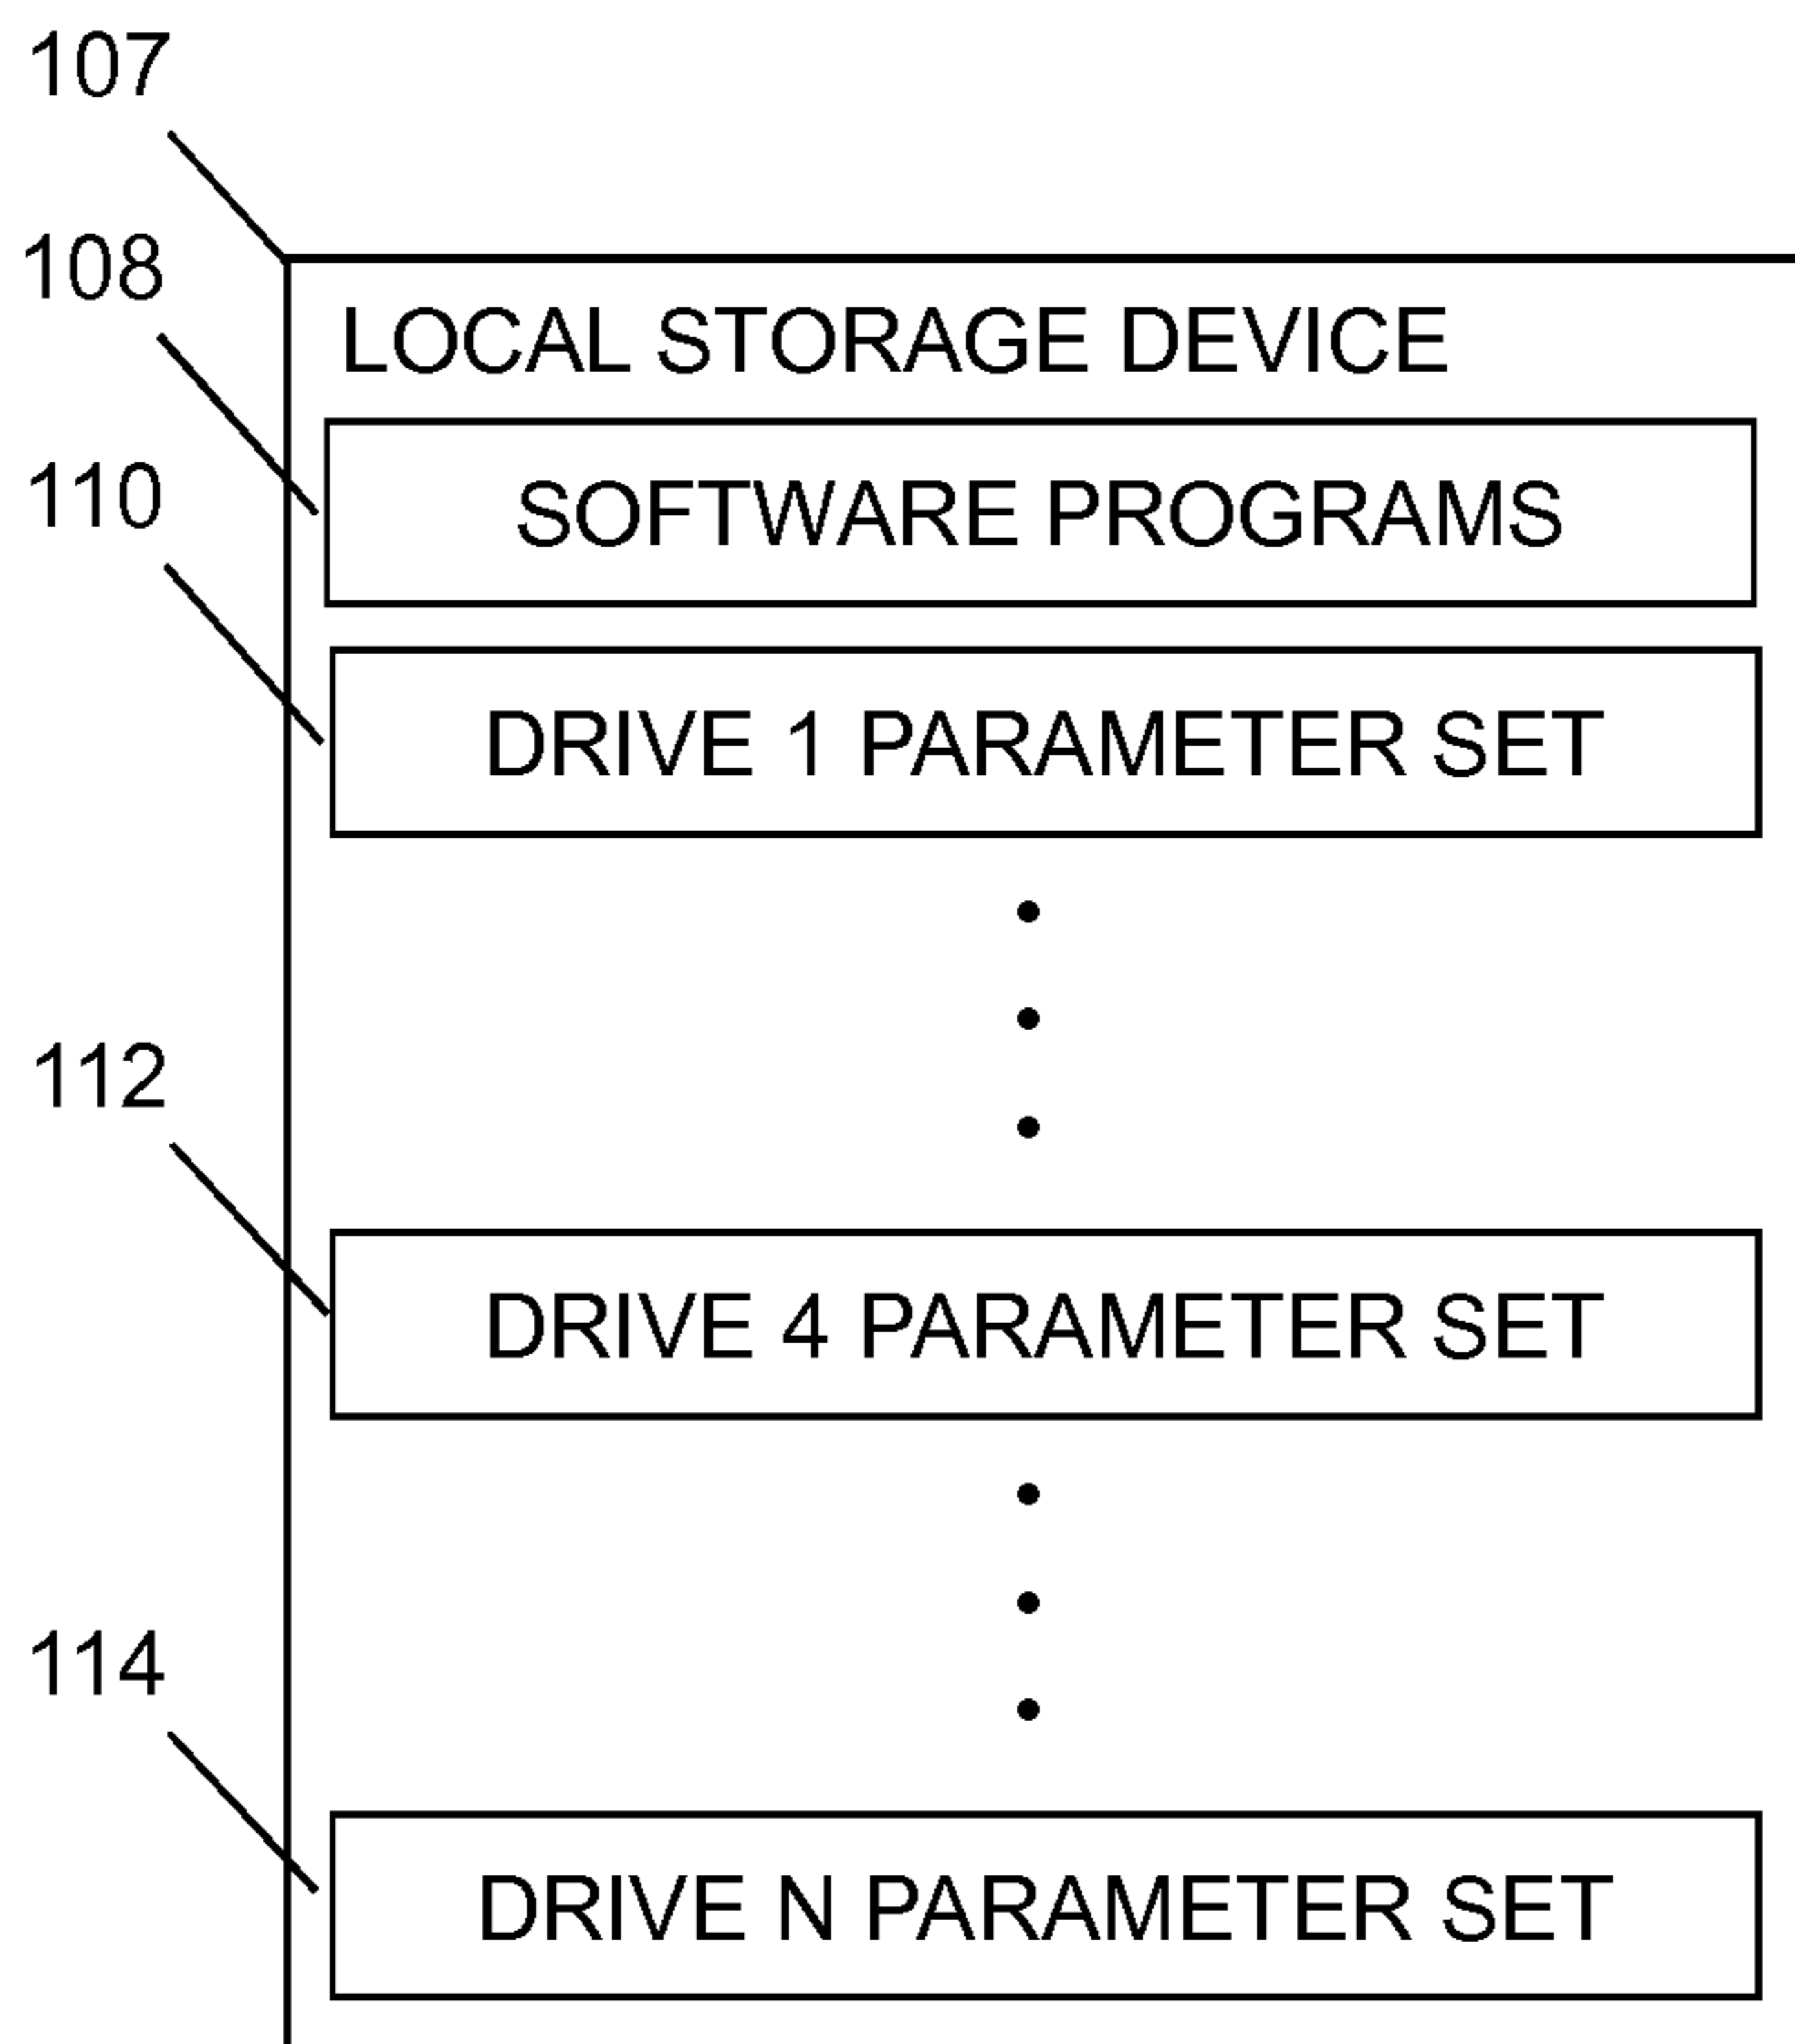 107
108
LOCAL STORAGE DEVICE
110
SOFTWARE PROGRAMS
DRIVE 1 PARAMETER SET
112
DRIVE 4 PARAMETER SET
114
DRIVE N PARAMETER SET